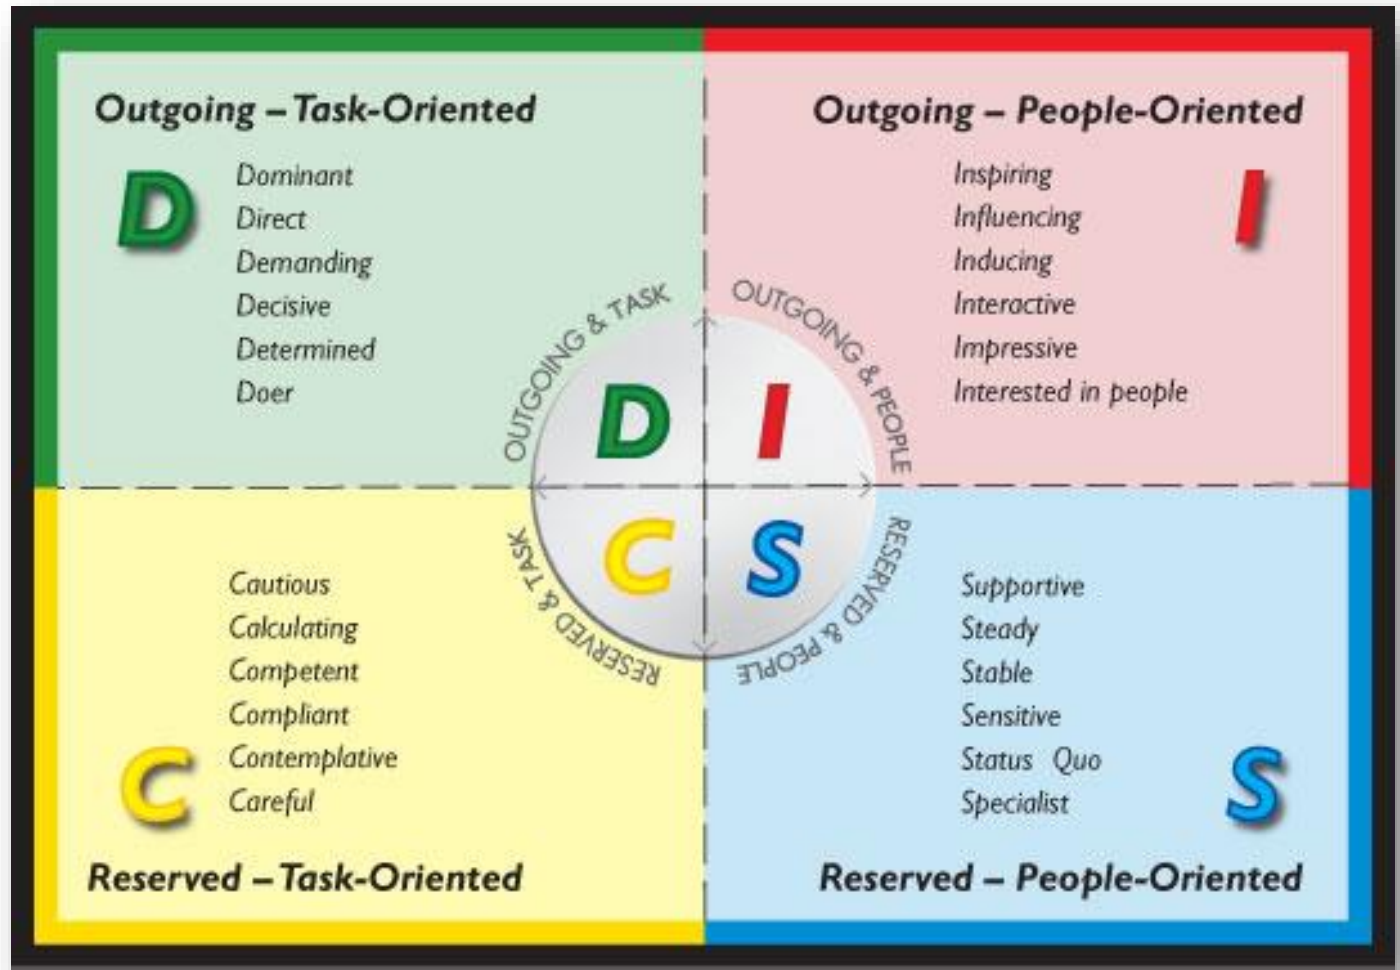 Outgoing – Task-Oriented
D
Dominant
Direct
Demanding
Decisive
Determined
Doer
Outgoing – People-Oriented
I
Inspiring
Influencing
Inducing
Interactive
Impressive
Interested in people
OUTGOING & TASK
OUTGOING & PEOPLE
D
I
C
S
RESERVED & TASK
RESERVED & PEOPLE
C
Cautious
Calculating
Competent
Compliant
Contemplative
Careful
Reserved – Task-Oriented
S
Supportive
Steady
Stable
Sensitive
Status Quo
Specialist
Reserved – People-Oriented